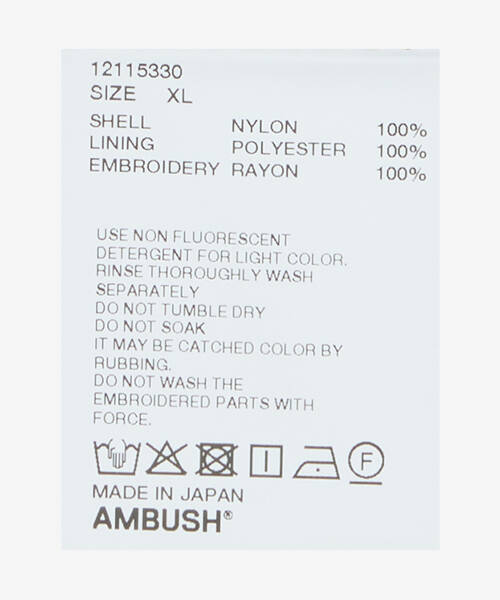 12115330
SIZE XL
SHELL NYLON 100%
LINING POLYESTER 100%
EMBROIDERY RAYON 100%
USE NON FLUORESCENT
DETERGENT FOR LIGHT COLOR.
RINSE THOROUGHLY WASH
SEPARATELY
DO NOT TUMBLE DRY
DO NOT SOAK
IT MAY BE CATCHED COLOR BY
RUBBING.
DO NOT WASH THE
EMBROIDERED PARTS WITH
FORCE.
F
MADE IN JAPAN
AMBUSH®